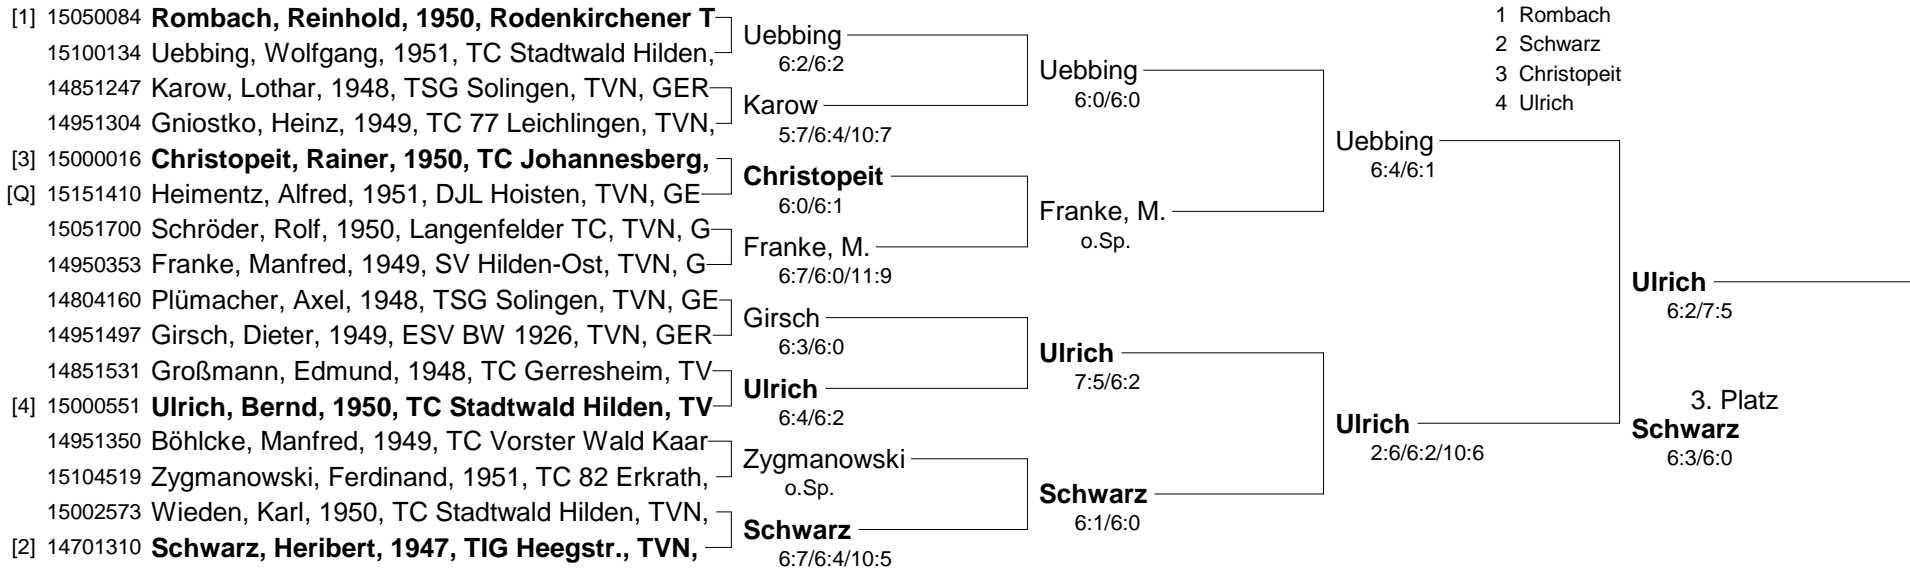 [1] 15050084 Rombach, Reinhold, 1950, Rodenkirchener T
15100134 Uebbing, Wolfgang, 1951, TC Stadtwald Hilden,
14851247 Karow, Lothar, 1948, TSG Solingen, TVN, GER
14951304 Gniostko, Heinz, 1949, TC 77 Leichlingen, TVN,
[3] 15000016 Christopeit, Rainer, 1950, TC Johannesberg,
[Q] 15151410 Heimentz, Alfred, 1951, DJL Hoisten, TVN, GE
15051700 Schröder, Rolf, 1950, Langenfelder TC, TVN, G
14950353 Franke, Manfred, 1949, SV Hilden-Ost, TVN, G
14804160 Plümacher, Axel, 1948, TSG Solingen, TVN, GE
14951497 Girsch, Dieter, 1949, ESV BW 1926, TVN, GER
14851531 Großmann, Edmund, 1948, TC Gerresheim, TV
[4] 15000551 Ulrich, Bernd, 1950, TC Stadtwald Hilden, TV
14951350 Böhlcke, Manfred, 1949, TC Vorster Wald Kaar
15104519 Zygmanowski, Ferdinand, 1951, TC 82 Erkrath,
15002573 Wieden, Karl, 1950, TC Stadtwald Hilden, TVN,
[2] 14701310 Schwarz, Heribert, 1947, TIG Heegstr., TVN,
Uebbing
6:2/6:2
Karow
5:7/6:4/10:7
Christopeit
6:0/6:1
Franke, M.
6:7/6:0/11:9
Girsch
6:3/6:0
Ulrich
6:4/6:2
Zygmanowski
o.Sp.
Schwarz
6:7/6:4/10:5
Uebbing
6:0/6:0
Franke, M.
o.Sp.
Ulrich
7:5/6:2
Schwarz
6:1/6:0
Uebbing
6:4/6:1
Ulrich
2:6/6:2/10:6
Ulrich
6:2/7:5
3. Platz
Schwarz
6:3/6:0
1 Rombach
2 Schwarz
3 Christopeit
4 Ulrich